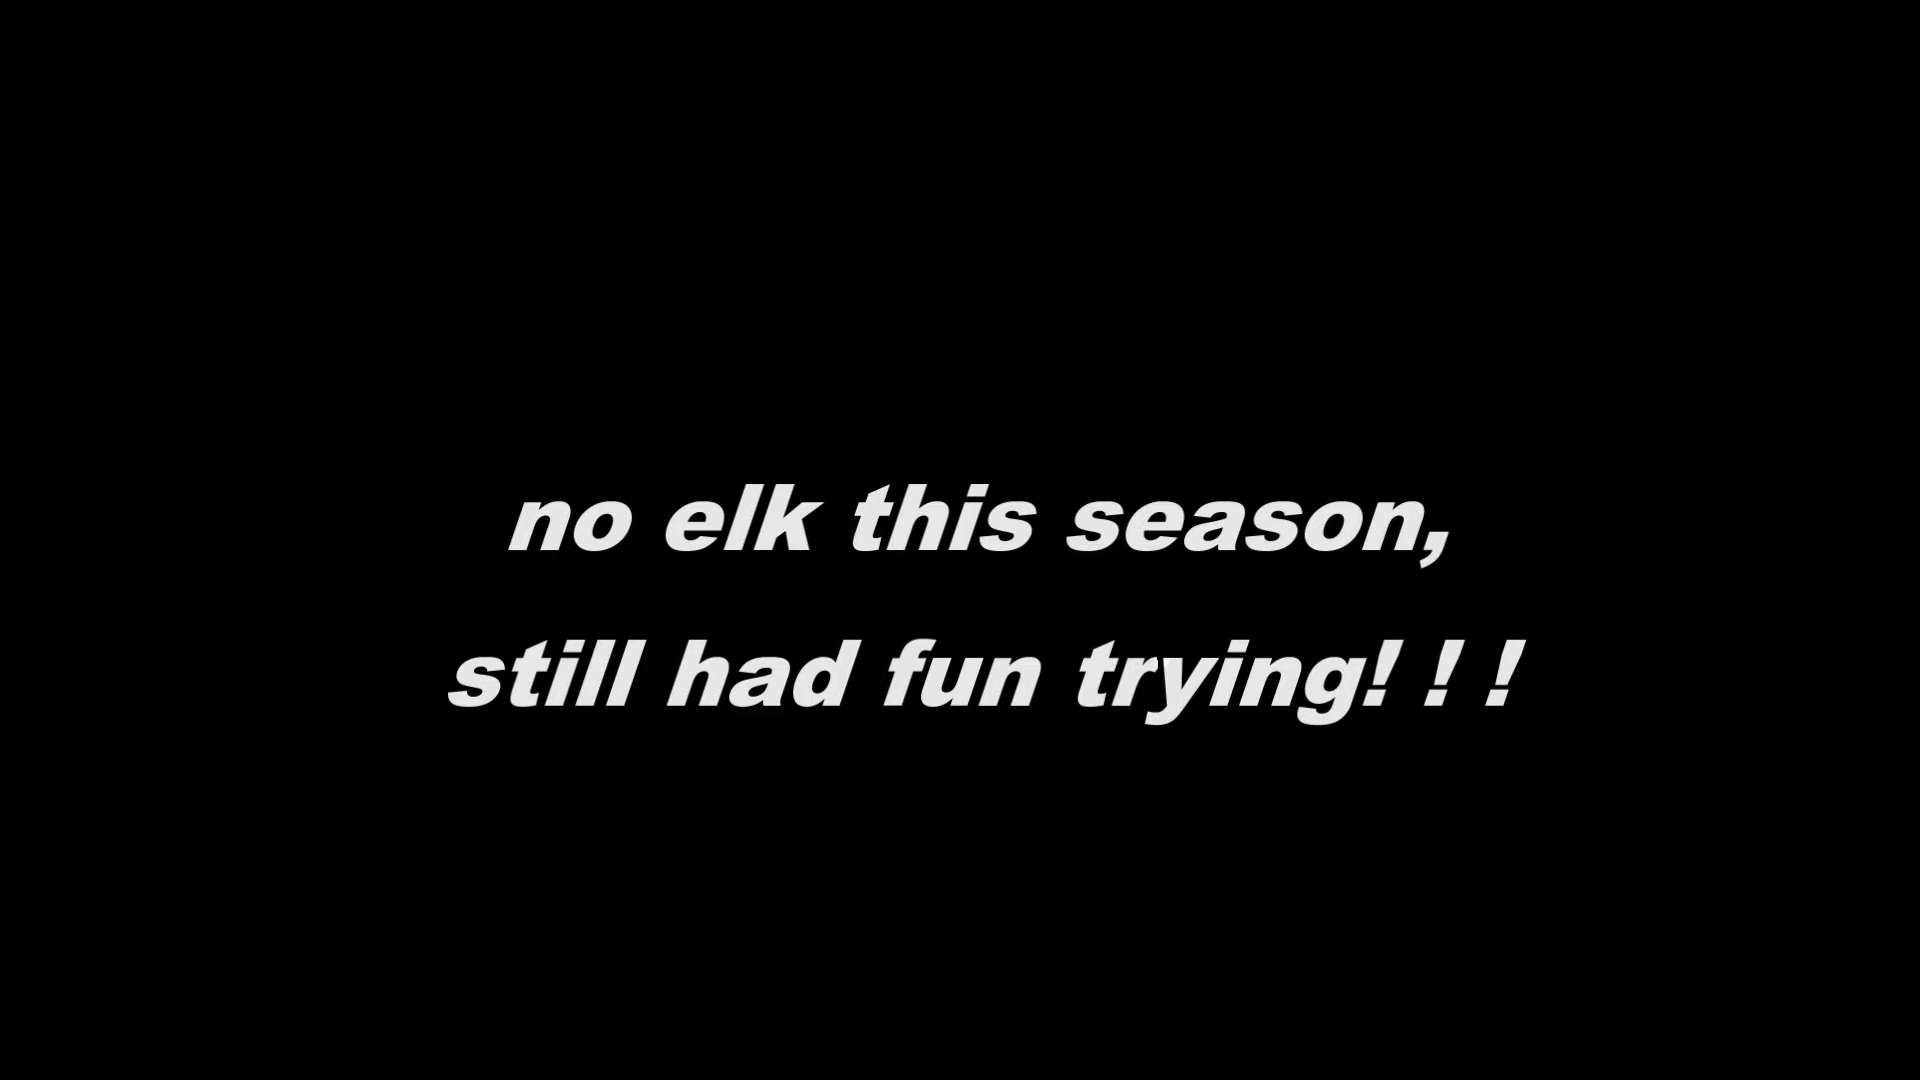 no elk this season,
still had fun trying! ! !